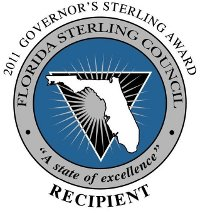 2011 GOVERNOR'S STERLING AWARD
FLORIDA STERLING COUNCIL
"A state of excellence"
RECIPIENT